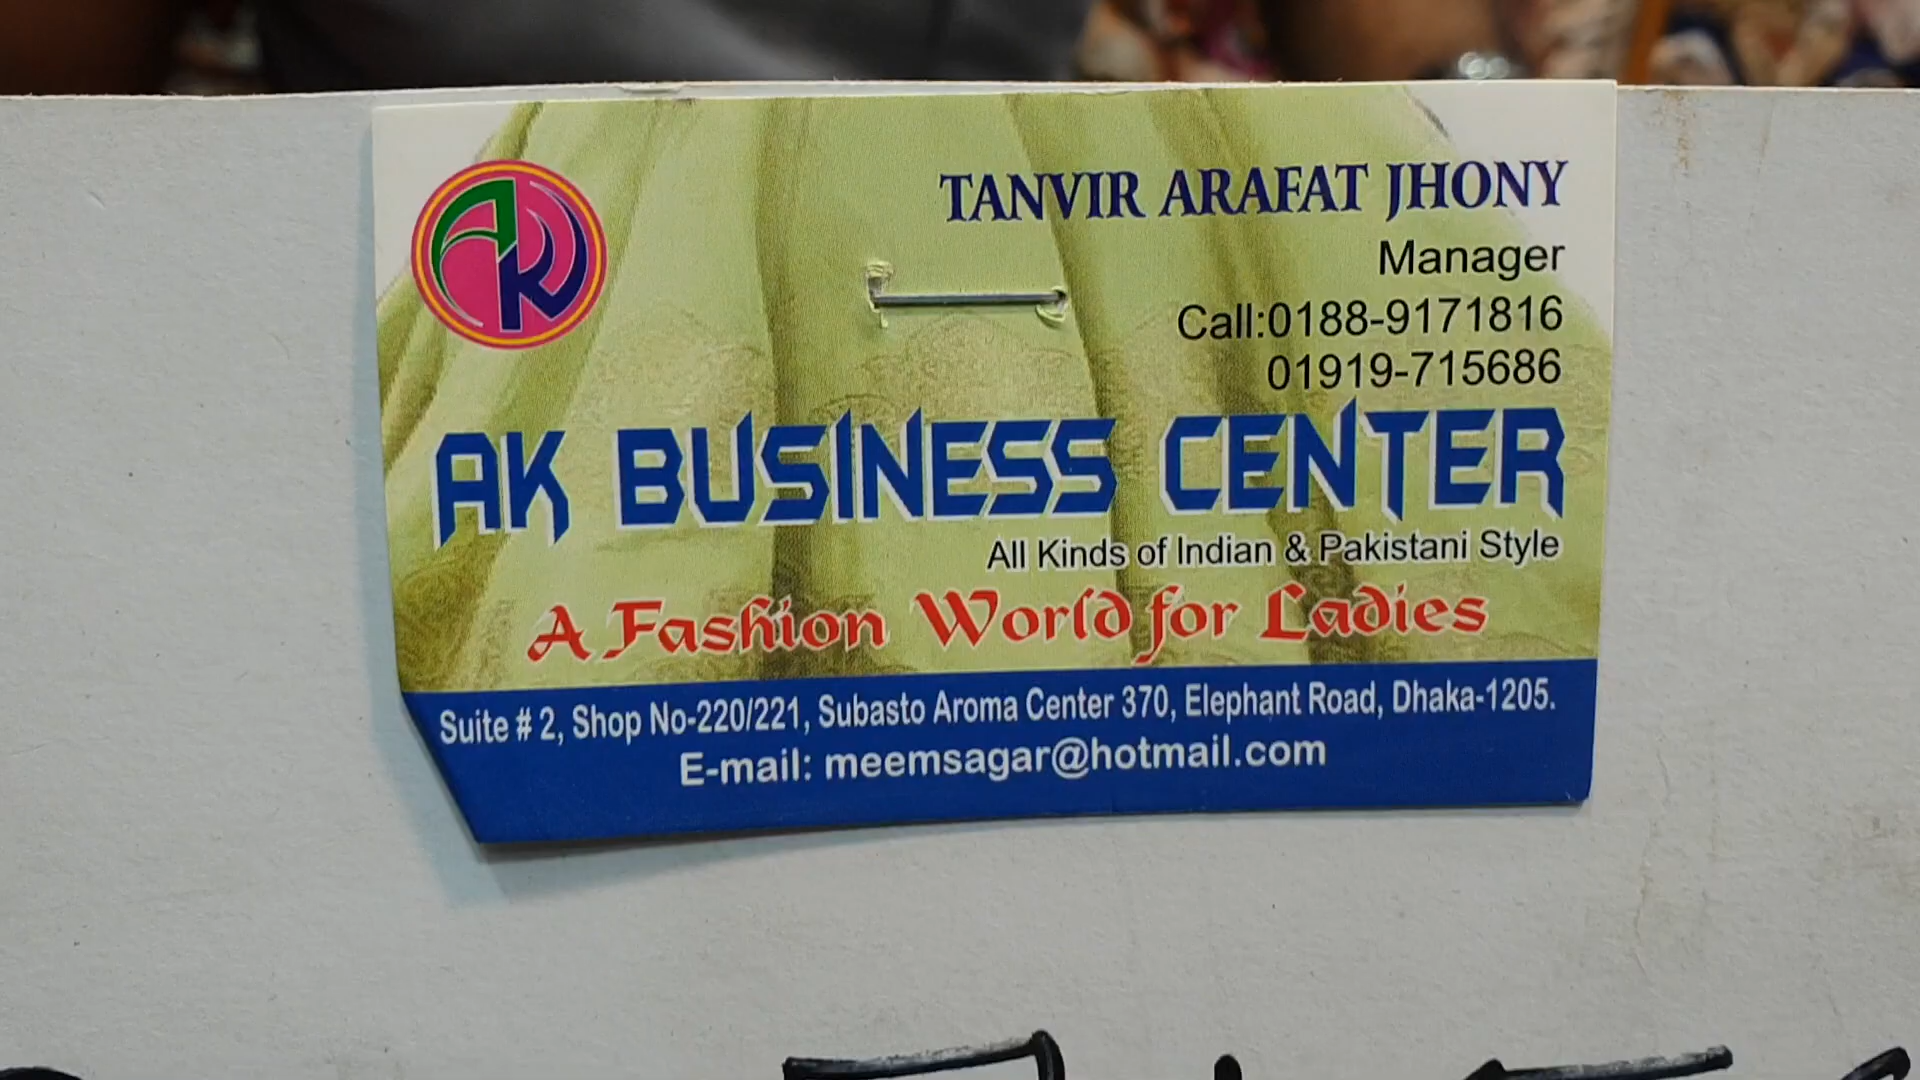 AK
TANVIR ARAFAT JHONY
Manager
Call:0188-9171816
01919-715686
AK BUSINESS CENTER
All Kinds of Indian & Pakistani Style
A Fashion World for Ladies
Suite # 2, Shop No-220/221, Subasto Aroma Center 370, Elephant Road, Dhaka-1205.
E-mail: meemsagar@hotmail.com